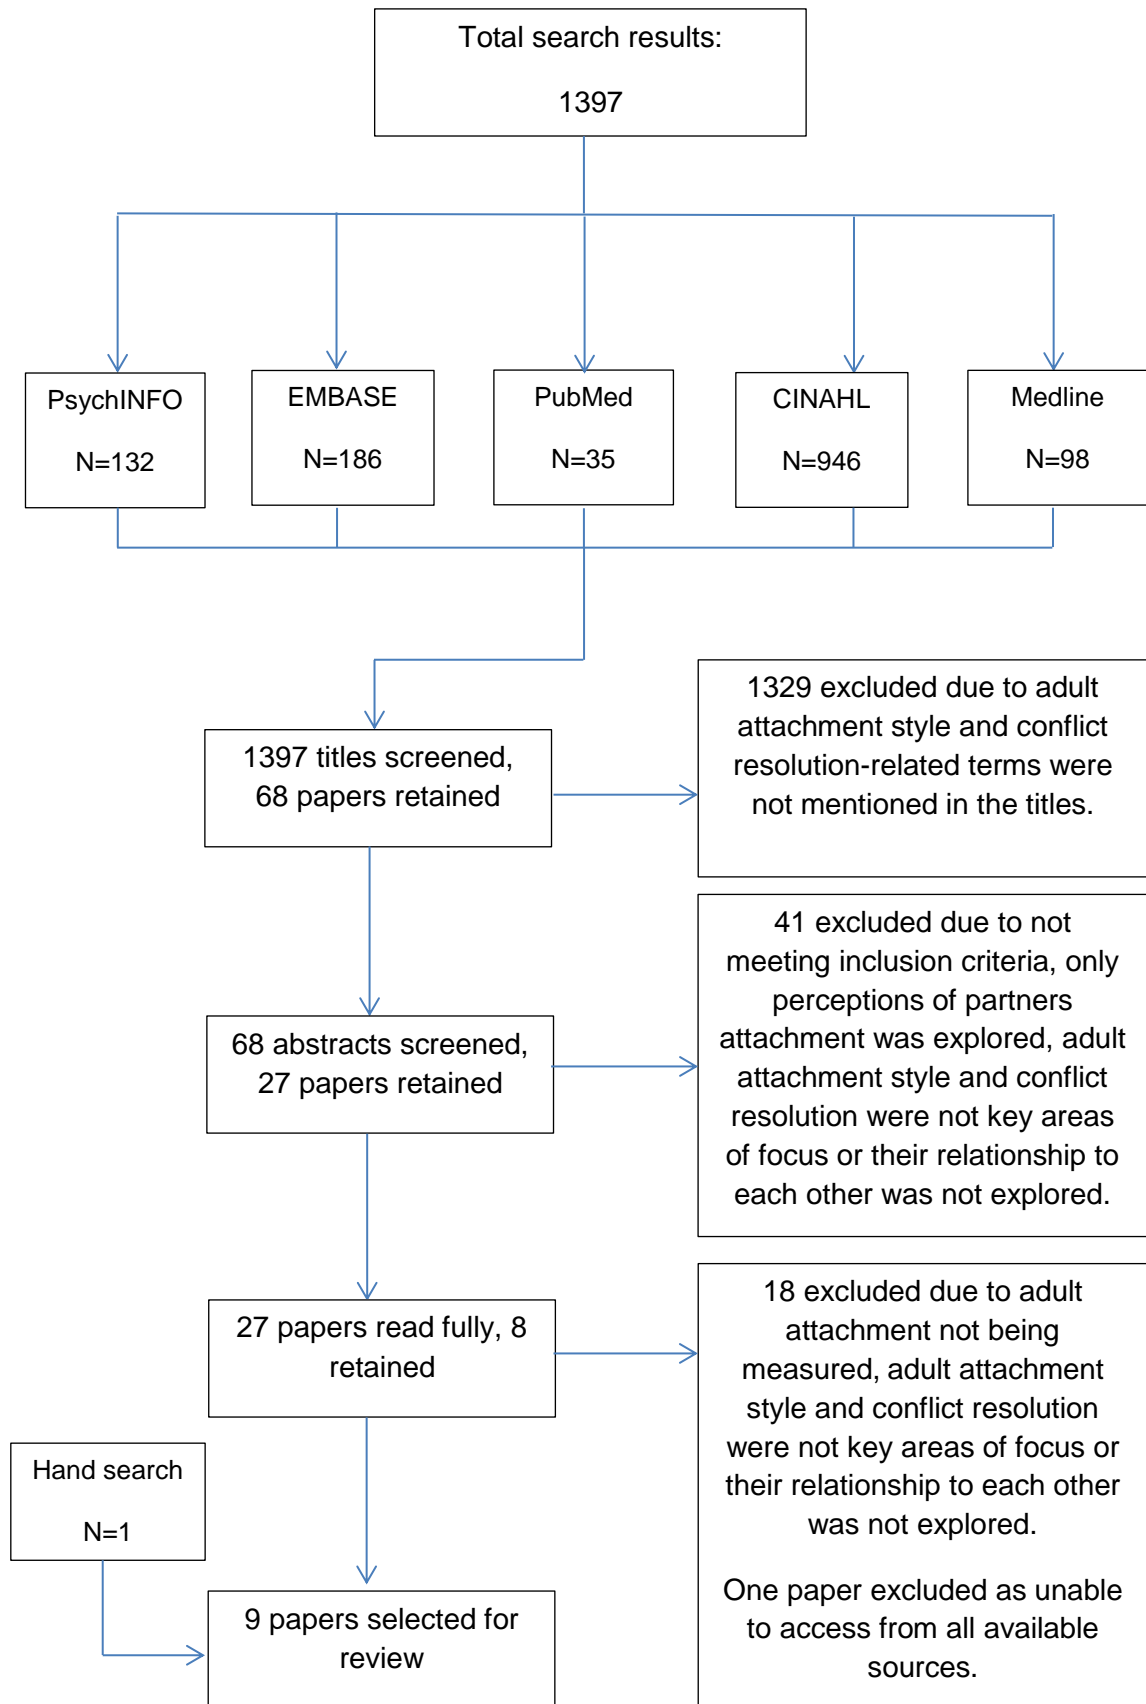 Total search results:
1397
PsychINFO
N=132
EMBASE
N=186
PubMed
N=35
CINAHL
N=946
Medline
N=98
1397 titles screened,
68 papers retained
1329 excluded due to adult
attachment style and conflict
resolution-related terms were
not mentioned in the titles.
68 abstracts screened,
27 papers retained
41 excluded due to not
meeting inclusion criteria, only
perceptions of partners
attachment was explored, adult
attachment style and conflict
resolution were not key areas
of focus or their relationship to
each other was not explored.
27 papers read fully, 8
retained
18 excluded due to adult
attachment not being
measured, adult attachment
style and conflict resolution
were not key areas of focus or
their relationship to each other
was not explored.
One paper excluded as unable
to access from all available
sources.
Hand search
N=1
9 papers selected for
review